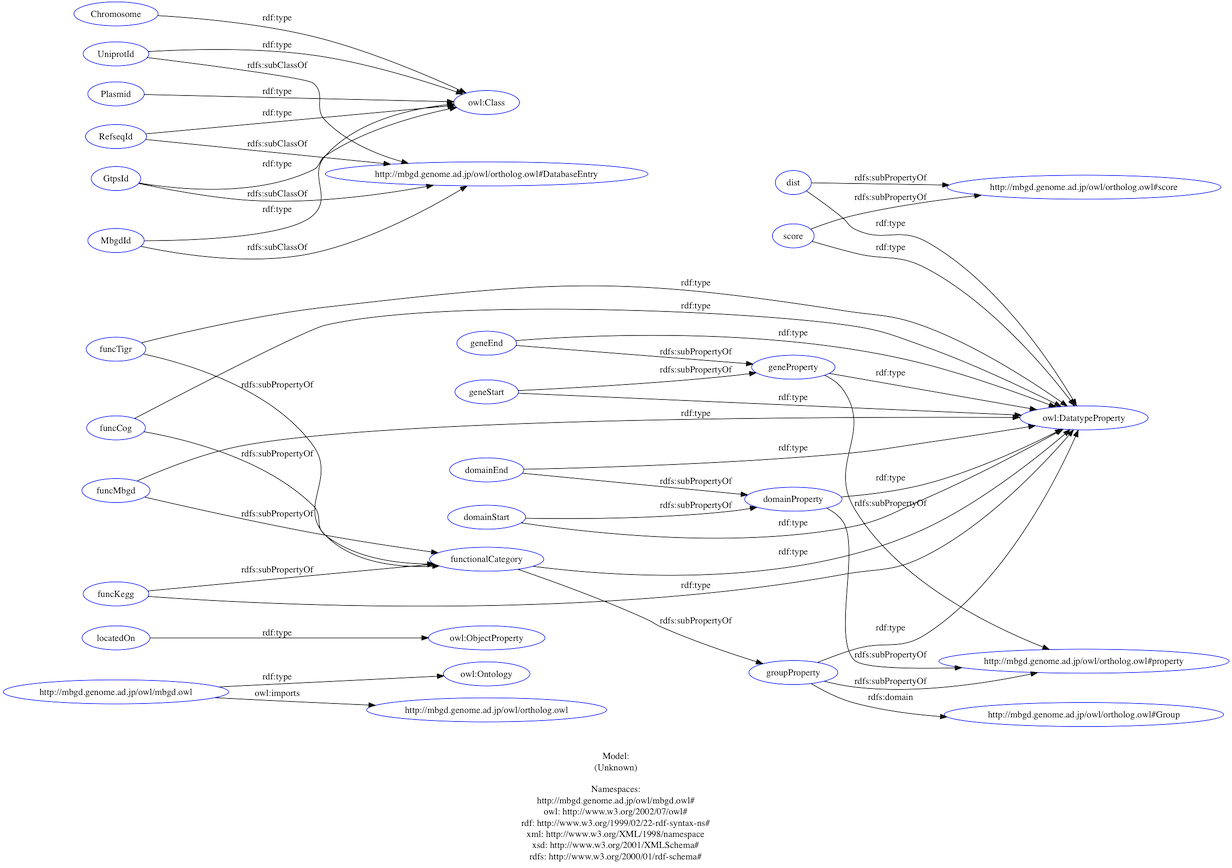 Chromosome
rdf:type
UniprotId
rdf:type
rdfs:subClassOf
Plasmid
rdf:type
owl:Class
rdf:type
RefseqId
rdfs:subClassOf
rdf:type
GtpsId
http://mbgd.genome.ad.jp/owl/ortholog.owl#DatabaseEntry
rdfs:subClassOf
rdf:type
MbgdId
rdfs:subClassOf
dist
rdfs:subPropertyOf
http://mbgd.genome.ad.jp/owl/ortholog.owl#score
rdfs:subPropertyOf
rdf:type
score
rdf:type
rdf:type
rdf:type
funcTigr
geneEnd
rdf:type
rdfs:subPropertyOf
geneProperty
rdfs:subPropertyOf
rdf:type
rdfs:subPropertyOf
geneStart
rdf:type
rdf:type
owl:DatatypeProperty
funcCog
rdfs:subPropertyOf
rdf:type
domainEnd
rdfs:subPropertyOf
rdf:type
funcMbgd
domainProperty
rdfs:subPropertyOf
rdfs:subPropertyOf
rdfs:subPropertyOf
domainStart
rdf:type
rdf:type
functionalCategory
rdfs:subPropertyOf
rdf:type
funcKegg
rdfs:subPropertyOf
rdf:type
locatedOn
rdf:type
owl:ObjectProperty
rdfs:subPropertyOf
http://mbgd.genome.ad.jp/owl/ortholog.owl#property
groupProperty
rdfs:subPropertyOf
rdfs:domain
http://mbgd.genome.ad.jp/owl/ortholog.owl#Group
rdf:type
owl:Ontology
http://mbgd.genome.ad.jp/owl/mbgd.owl
owl:imports
http://mbgd.genome.ad.jp/owl/ortholog.owl
Model:
(Unknown)
Namespaces:
http://mbgd.genome.ad.jp/owl/mbgd.owl#
owl: http://www.w3.org/2002/07/owl#
rdf: http://www.w3.org/1999/02/22-rdf-syntax-ns#
xml: http://www.w3.org/XML/1998/namespace
xsd: http://www.w3.org/2001/XMLSchema#
rdfs: http://www.w3.org/2000/01/rdf-schema#